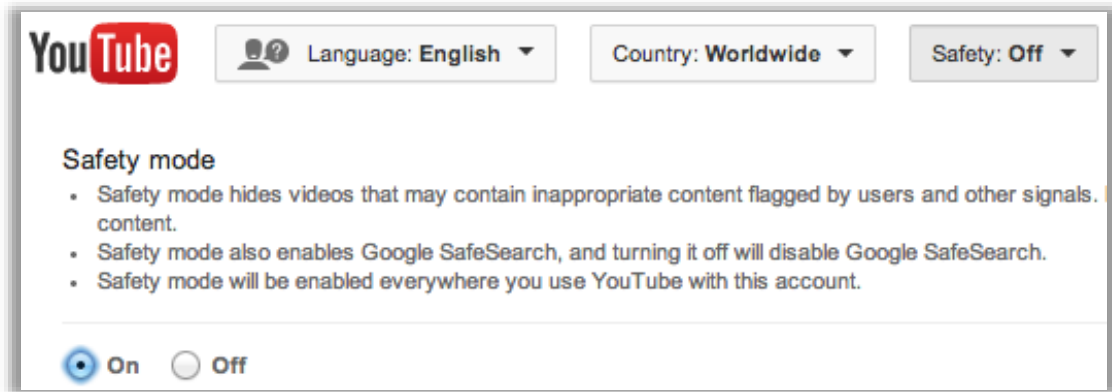 YouTube Language: English Country: Worldwide Safety: Off
Safety mode
Safety mode hides videos that may contain inappropriate content flagged by users and other signals.
content.
Safety mode also enables Google SafeSearch, and turning it off will disable Google SafeSearch.
Safety mode will be enabled everywhere you use YouTube with this account.
On Off